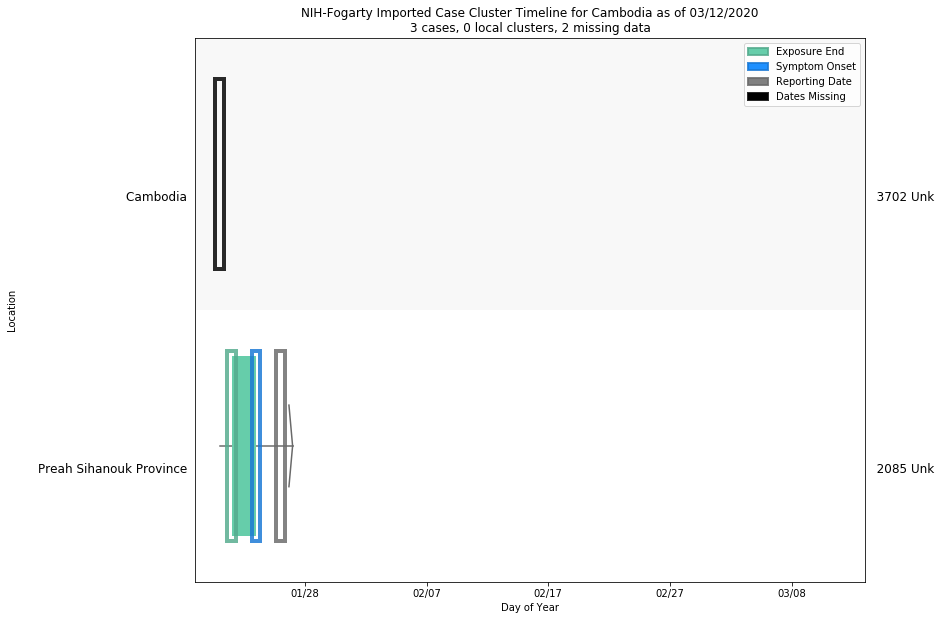 NIH-Fogarty Imported Case Cluster Timeline for Cambodia as of 03/12/2020
3 cases, 0 local clusters, 2 missing data
Exposure End
Symptom Onset
Reporting Date
Dates Missing
Cambodia
3702 Unk
Location
Preah Sihanouk Province
2085 Unk
01/28
02/07
02/17
02/27
03/08
Day of Year